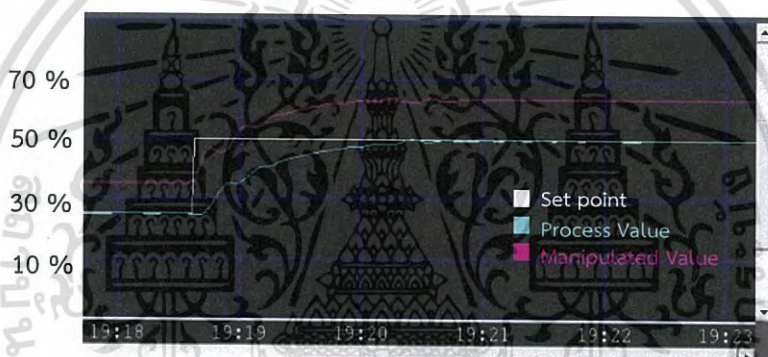 70 %
50 %
30 %
10 %
Set point
Process Value
Manipulated Value
19:18 19:19 19:20 19:21 19:22 19:23